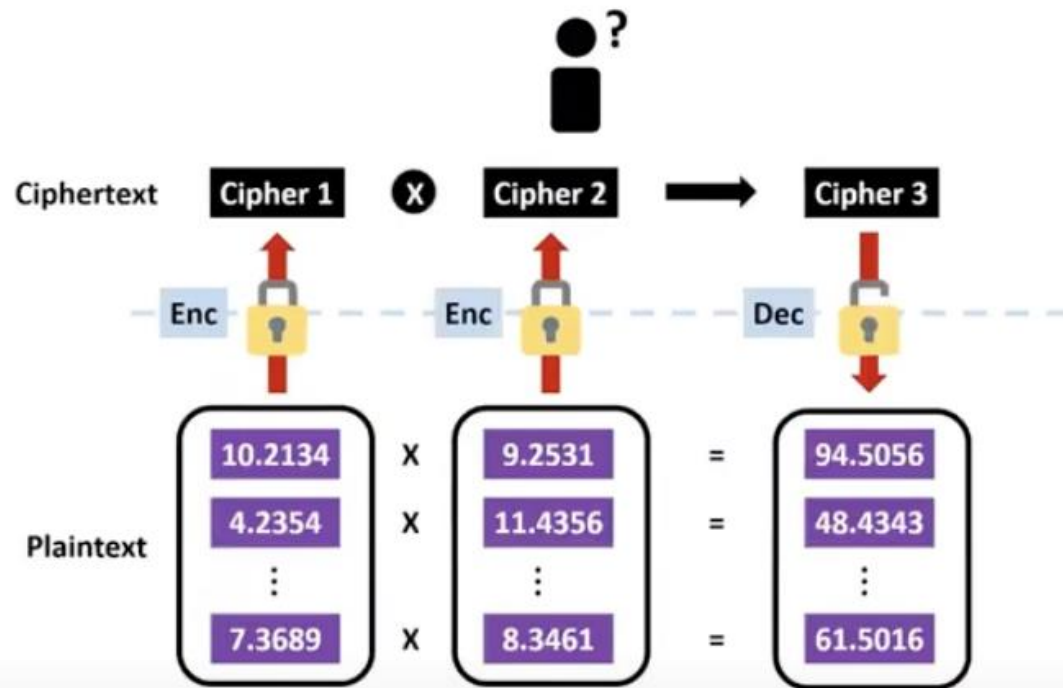 ?
Ciphertext Cipher 1 X Cipher 2 Cipher 3
Enc Enc Dec
10.2134 X 9.2531 = 94.5056
4.2354 X 11.4356 = 48.4343
Plaintext
⋮ ⋮ ⋮
7.3689 X 8.3461 = 61.5016